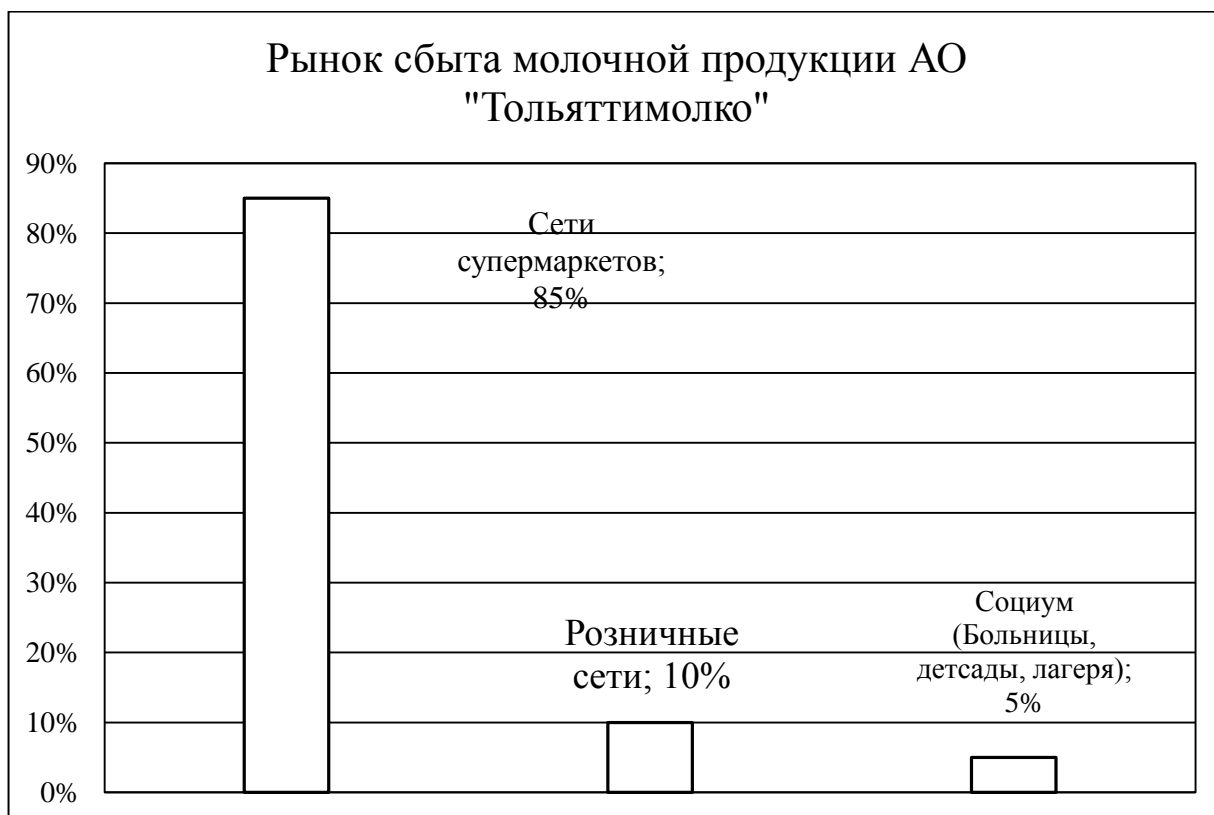 Рынок сбыта молочной продукции АО
"Тольяттимолко"
90%
80%
70%
60%
50%
40%
30%
20%
10%
0%
Сети
супермаркетов;
85%
Розничные
сети; 10%
Социум
(Больницы,
детсады, лагеря);
5%